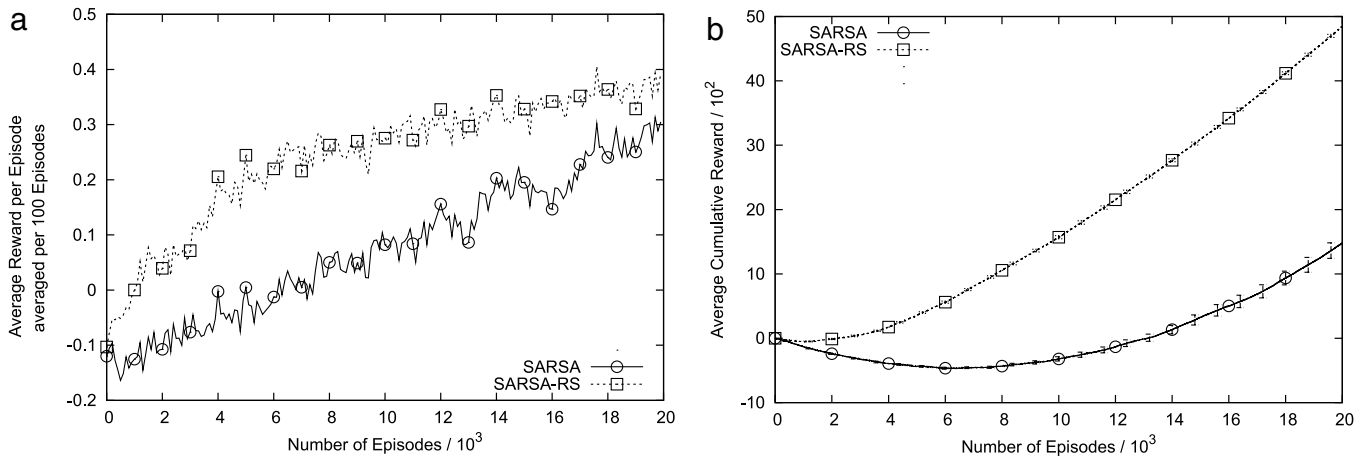 a
0.5
0.4
0.3
0.2
0.1
0
-0.1
-0.2
Average Reward per Episode
averaged per 100 Episodes
SARSA
SARSA-RS
0 2 4 6 8 10 12 14 16 18 20
Number of Episodes / 10³
b
50
40
30
20
10
0
-10
Average Cumulative Reward / 10²
SARSA
SARSA-RS
0 2 4 6 8 10 12 14 16 18 20
Number of Episodes / 10³